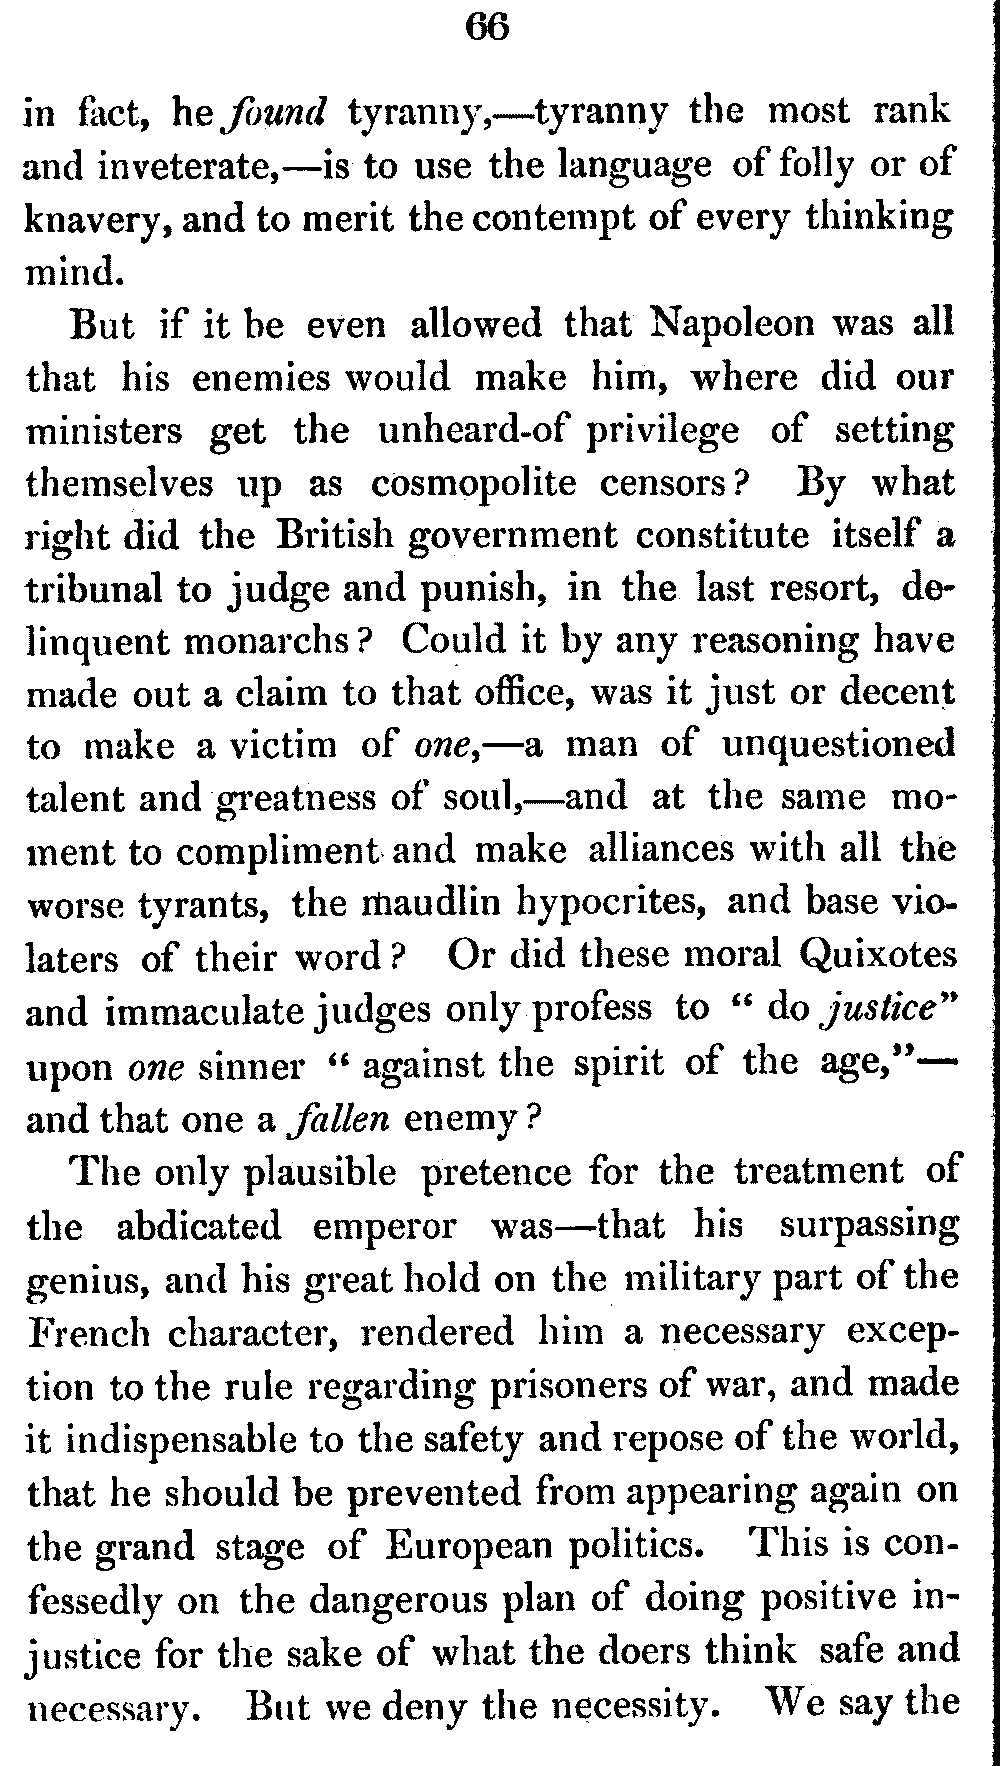 66
in fact, he found tyranny,—tyranny the most rank
and inveterate,—is to use the language of folly or of
knavery, and to merit the contempt of every thinking
mind.
But if it be even allowed that Napoleon was all
that his enemies would make him, where did our
ministers get the unheard-of privilege of setting
themselves up as cosmopolite censors? By what
right did the British government constitute itself a
tribunal to judge and punish, in the last resort, de-
linquent monarchs? Could it by any reasoning have
made out a claim to that office, was it just or decent
to make a victim of one,—a man of unquestioned
talent and greatness of soul,—and at the same mo-
ment to compliment and make alliances with all the
worse tyrants, the maudlin hypocrites, and base vio-
laters of their word? Or did these moral Quixotes
and immaculate judges only profess to “ do justice”
upon one sinner “ against the spirit of the age,”—
and that one a fallen enemy?
The only plausible pretence for the treatment of
the abdicated emperor was—that his surpassing
genius, and his great hold on the military part of the
French character, rendered him a necessary excep-
tion to the rule regarding prisoners of war, and made
it indispensable to the safety and repose of the world,
that he should be prevented from appearing again on
the grand stage of European politics. This is con-
fessedly on the dangerous plan of doing positive in-
justice for the sake of what the doers think safe and
necessary. But we deny the necessity. We say the